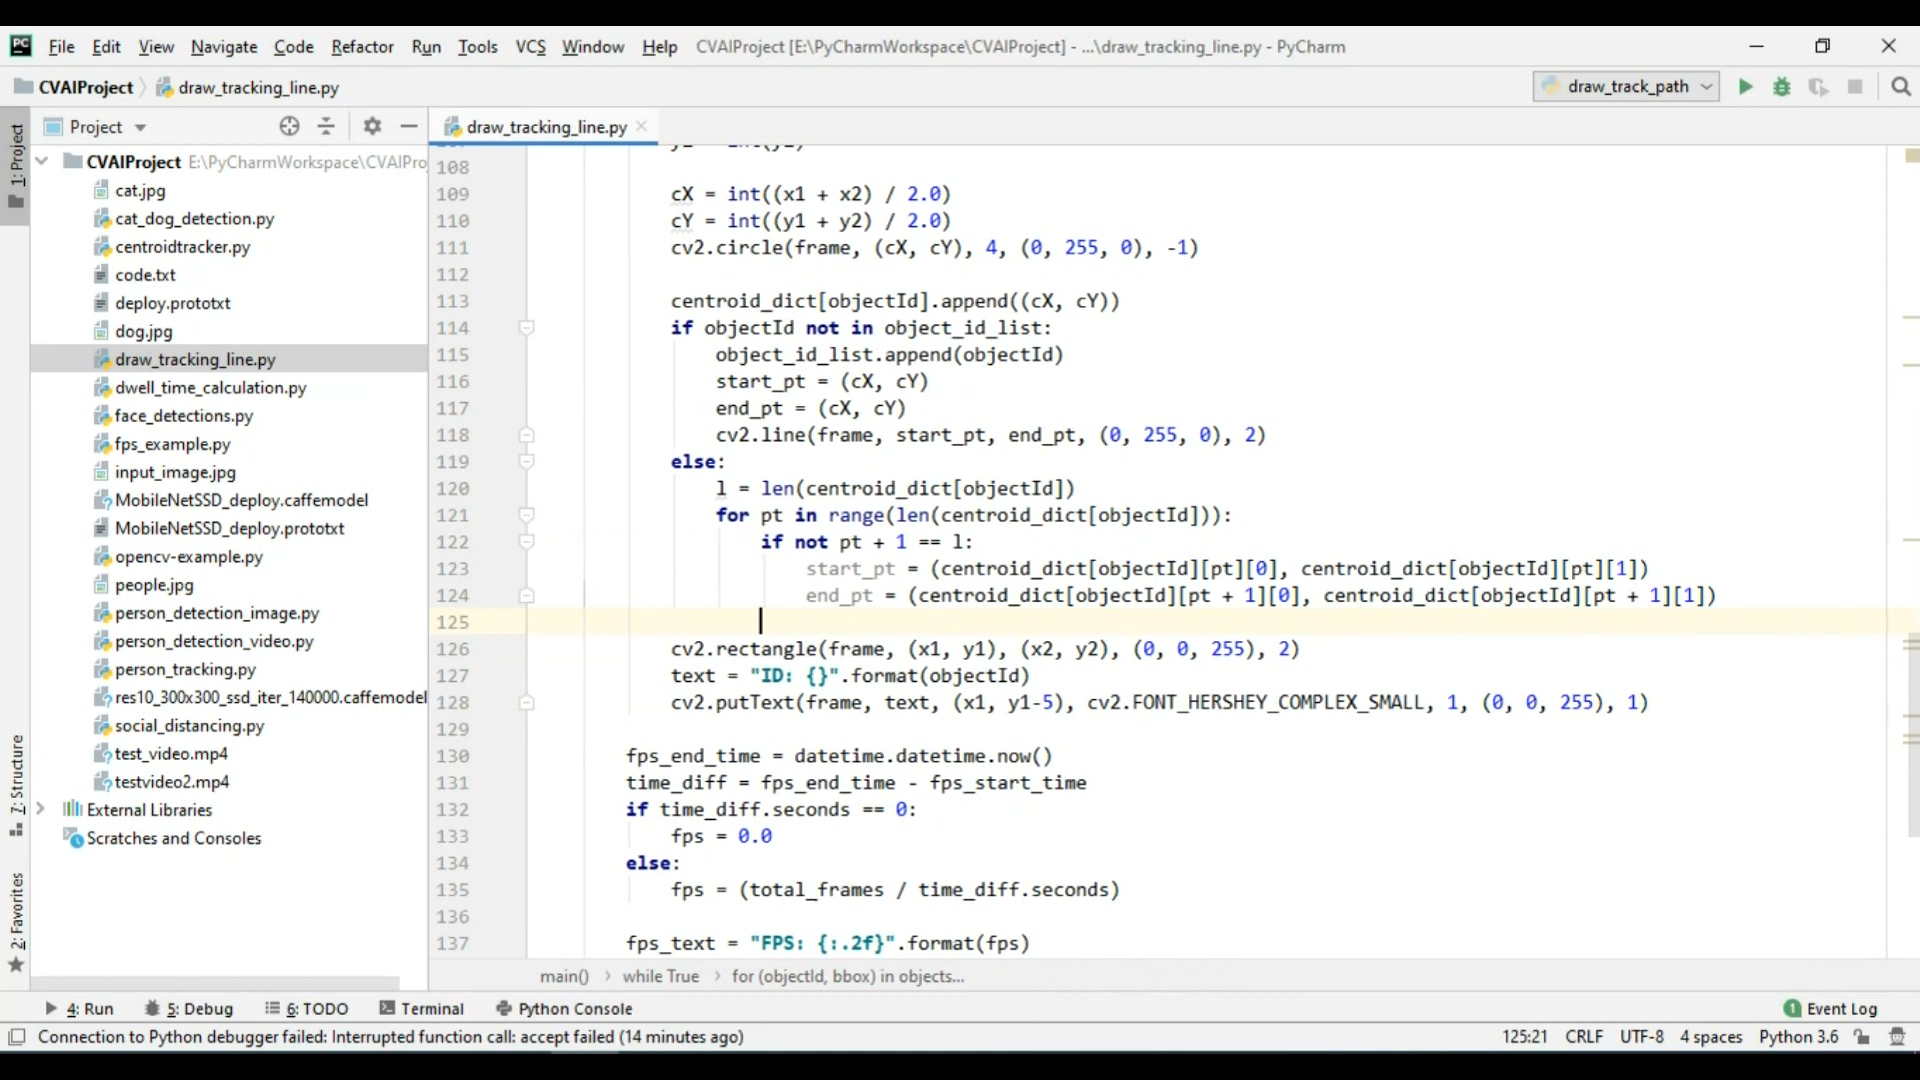 File Edit View Navigate Code Refactor Run Tools VCS Window Help CVAIProject [E:\PyCharmWorkspace\CVAIProject] - ...\draw_tracking_line.py - PyCharm
CVAIProject draw_tracking_line.py draw_track_path
Project
draw_tracking_line.py
1: Project
CVAIProject E:\PyCharmWorkspace\CVAIPro
cat.jpg
cat_dog_detection.py
centroidtracker.py
code.txt
deploy.prototxt
dog.jpg
draw_tracking_line.py
dwell_time_calculation.py
face_detections.py
fps_example.py
input_image.jpg
MobileNetSSD_deploy.caffemodel
MobileNetSSD_deploy.prototxt
opencv-example.py
people.jpg
person_detection_image.py
person_detection_video.py
person_tracking.py
res10_300x300_ssd_iter_140000.caffemodel
social_distancing.py
test_video.mp4
testvideo2.mp4
External Libraries
Scratches and Consoles
7: Structure
2: Favorites
108
109 cX = int((x1 + x2) / 2.0)
110 cY = int((y1 + y2) / 2.0)
111 cv2.circle(frame, (cX, cY), 4, (0, 255, 0), -1)
112
113 centroid_dict[objectId].append((cX, cY))
114 if objectId not in object_id_list:
115 object_id_list.append(objectId)
116 start_pt = (cX, cY)
117 end_pt = (cX, cY)
118 cv2.line(frame, start_pt, end_pt, (0, 255, 0), 2)
119 else:
120 l = len(centroid_dict[objectId])
121 for pt in range(len(centroid_dict[objectId])):
122 if not pt + 1 == l:
123 start_pt = (centroid_dict[objectId][pt][0], centroid_dict[objectId][pt][1])
124 end_pt = (centroid_dict[objectId][pt + 1][0], centroid_dict[objectId][pt + 1][1])
125
126 cv2.rectangle(frame, (x1, y1), (x2, y2), (0, 0, 255), 2)
127 text = "ID: {}".format(objectId)
128 cv2.putText(frame, text, (x1, y1-5), cv2.FONT_HERSHEY_COMPLEX_SMALL, 1, (0, 0, 255), 1)
129
130 fps_end_time = datetime.datetime.now()
131 time_diff = fps_end_time - fps_start_time
132 if time_diff.seconds == 0:
133 fps = 0.0
134 else:
135 fps = (total_frames / time_diff.seconds)
136
137 fps_text = "FPS: {:.2f}".format(fps)
main() while True for (objectId, bbox) in objects...
4: Run 5: Debug 6: TODO Terminal Python Console 1 Event Log
Connection to Python debugger failed: Interrupted function call: accept failed (14 minutes ago) 125:21 CRLF UTF-8 4 spaces Python 3.6